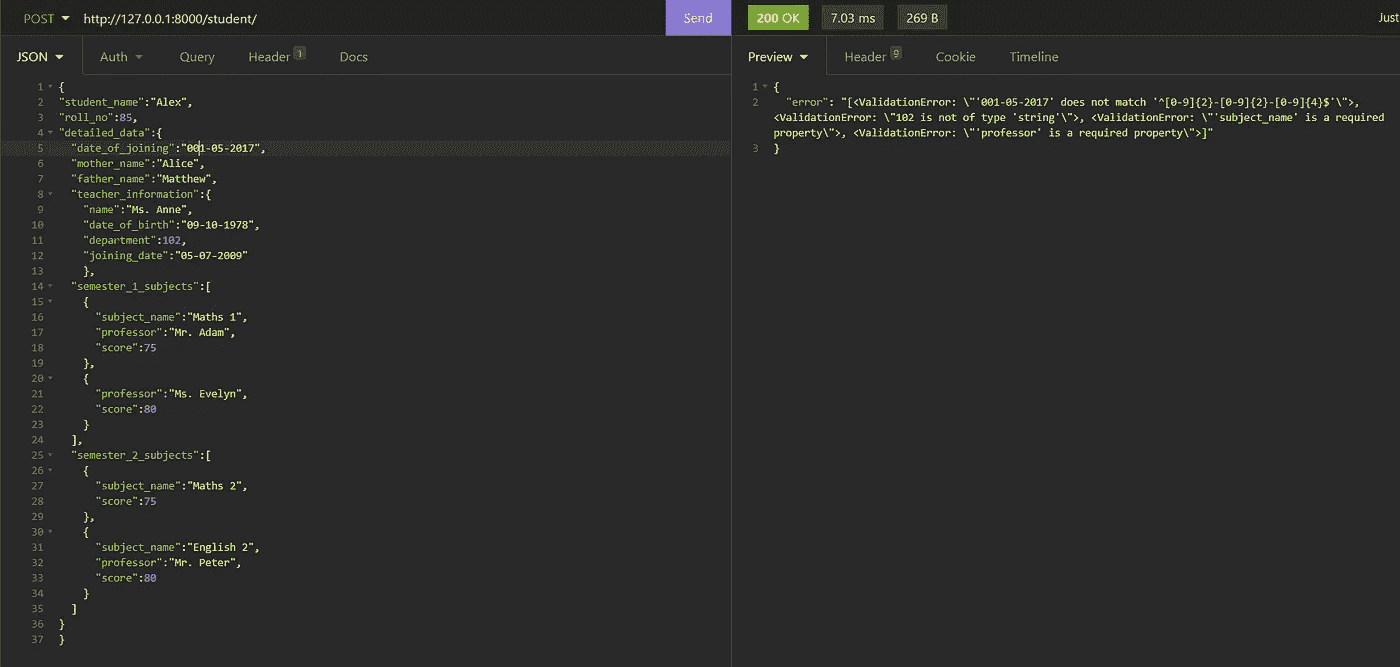 POST http://127.0.0.1:8000/student/ Send 200 OK 7.03 ms 269 B Just
JSON Auth Query Header 1 Docs Preview Header 9 Cookie Timeline
1 {
2 "student_name":"Alex",
3 "roll_no":85,
4 "detailed_data":{
5 "date_of_joining":"001-05-2017",
6 "mother_name":"Alice",
7 "father_name":"Matthew",
8 "teacher_information":{
9 "name":"Ms. Anne",
10 "date_of_birth":"09-10-1978",
11 "department":102,
12 "joining_date":"05-07-2009"
13 },
14 "semester_1_subjects":[
15 {
16 "subject_name":"Maths 1",
17 "professor":"Mr. Adam",
18 "score":75
19 },
20 {
21 "professor":"Ms. Evelyn",
22 "score":80
23 }
24 ],
25 "semester_2_subjects":[
26 {
27 "subject_name":"Maths 2",
28 "score":75
29 },
30 {
31 "subject_name":"English 2",
32 "professor":"Mr. Peter",
33 "score":80
34 }
35 ]
36 }
37 }
1 {
2 "error": "[<ValidationError: \"'001-05-2017' does not match '^[0-9]{2}-[0-9]{2}-[0-9]{4}$'\">,
<ValidationError: \"102 is not of type 'string'\">, <ValidationError: \"'subject_name' is a required
property\">, <ValidationError: \"'professor' is a required property\">]"
3 }